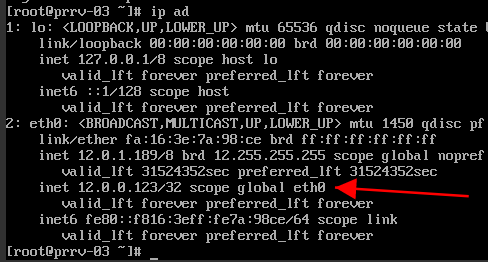 [root@prrv-03 ~]# ip ad
1: lo: <LOOPBACK,UP,LOWER_UP> mtu 65536 qdisc noqueue state U
link/loopback 00:00:00:00:00:00 brd 00:00:00:00:00:00
inet 127.0.0.1/8 scope host lo
valid_lft forever preferred_lft forever
inet6 ::1/128 scope host
valid_lft forever preferred_lft forever
2: eth0: <BROADCAST,MULTICAST,UP,LOWER_UP> mtu 1450 qdisc pf
link/ether fa:16:3e:7a:98:ce brd ff:ff:ff:ff:ff:ff
inet 12.0.1.189/8 brd 12.255.255.255 scope global nopref
valid_lft 31524352sec preferred_lft 31524352sec
inet 12.0.0.123/32 scope global eth0
valid_lft forever preferred_lft forever
inet6 fe80::f816:3eff:fe7a:98ce/64 scope link
valid_lft forever preferred_lft forever
[root@prrv-03 ~]# _